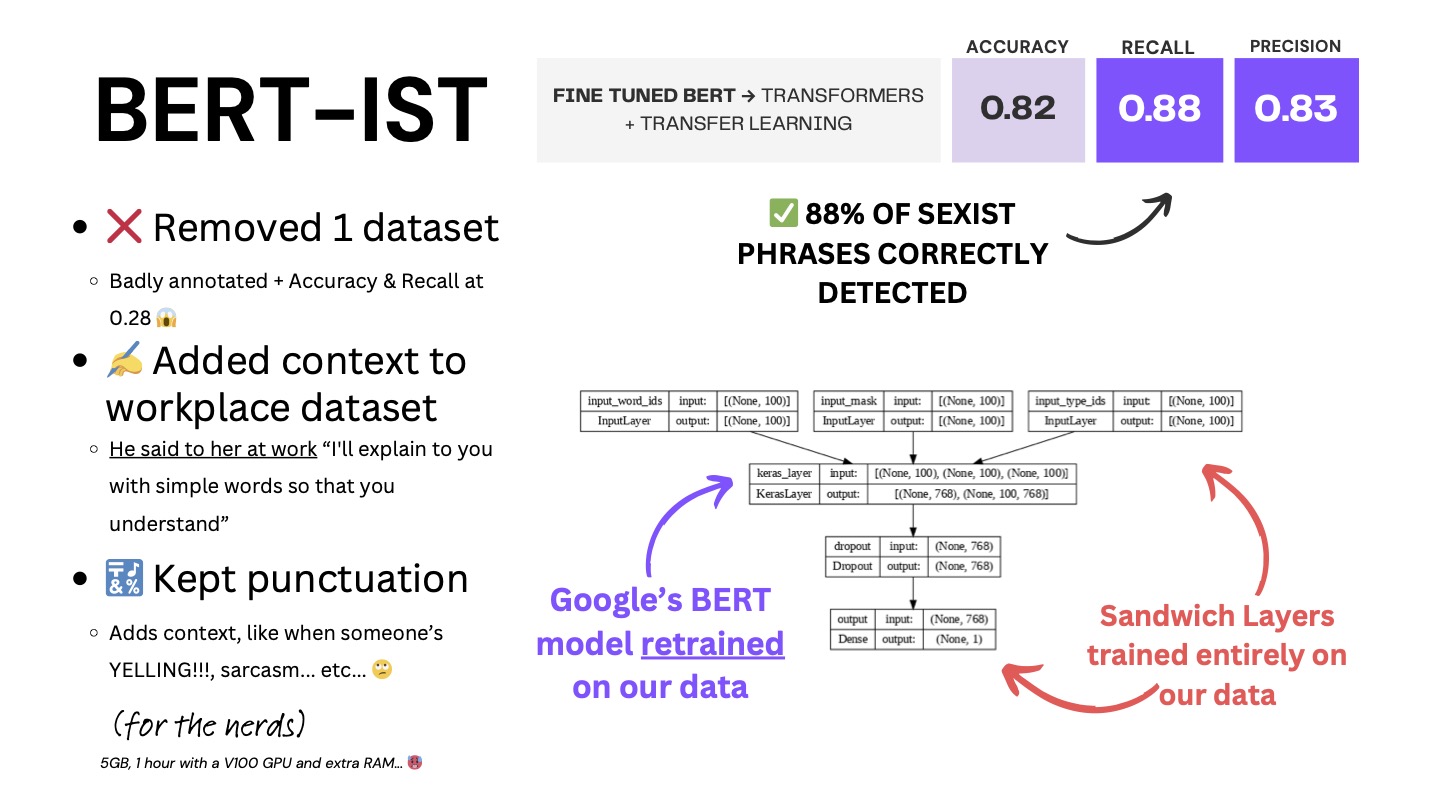 BERT-IST
ACCURACY RECALL PRECISION
FINE TUNED BERT → TRANSFORMERS
+ TRANSFER LEARNING
0.82 0.88 0.83
✅ 88% OF SEXIST
PHRASES CORRECTLY
DETECTED
• ❌ Removed 1 dataset
◦ Badly annotated + Accuracy & Recall at
0.28 😱
• ✍️ Added context to
workplace dataset
◦ He said to her at work “I'll explain to you
with simple words so that you
understand”
• 🔣 Kept punctuation
◦ Adds context, like when someone’s
YELLING!!!, sarcasm... etc... 🙄
(for the nerds)
5GB, 1 hour with a V100 GPU and extra RAM... 🥵
input_word_ids input: [(None, 100)]
InputLayer output: [(None, 100)]
input_mask input: [(None, 100)]
InputLayer output: [(None, 100)]
input_type_ids input: [(None, 100)]
InputLayer output: [(None, 100)]
keras_layer input: [(None, 100), (None, 100), (None, 100)]
KerasLayer output: [(None, 768), (None, 100, 768)]
dropout input: (None, 768)
Dropout output: (None, 768)
output input: (None, 768)
Dense output: (None, 1)
Google’s BERT
model retrained
on our data
Sandwich Layers
trained entirely on
our data